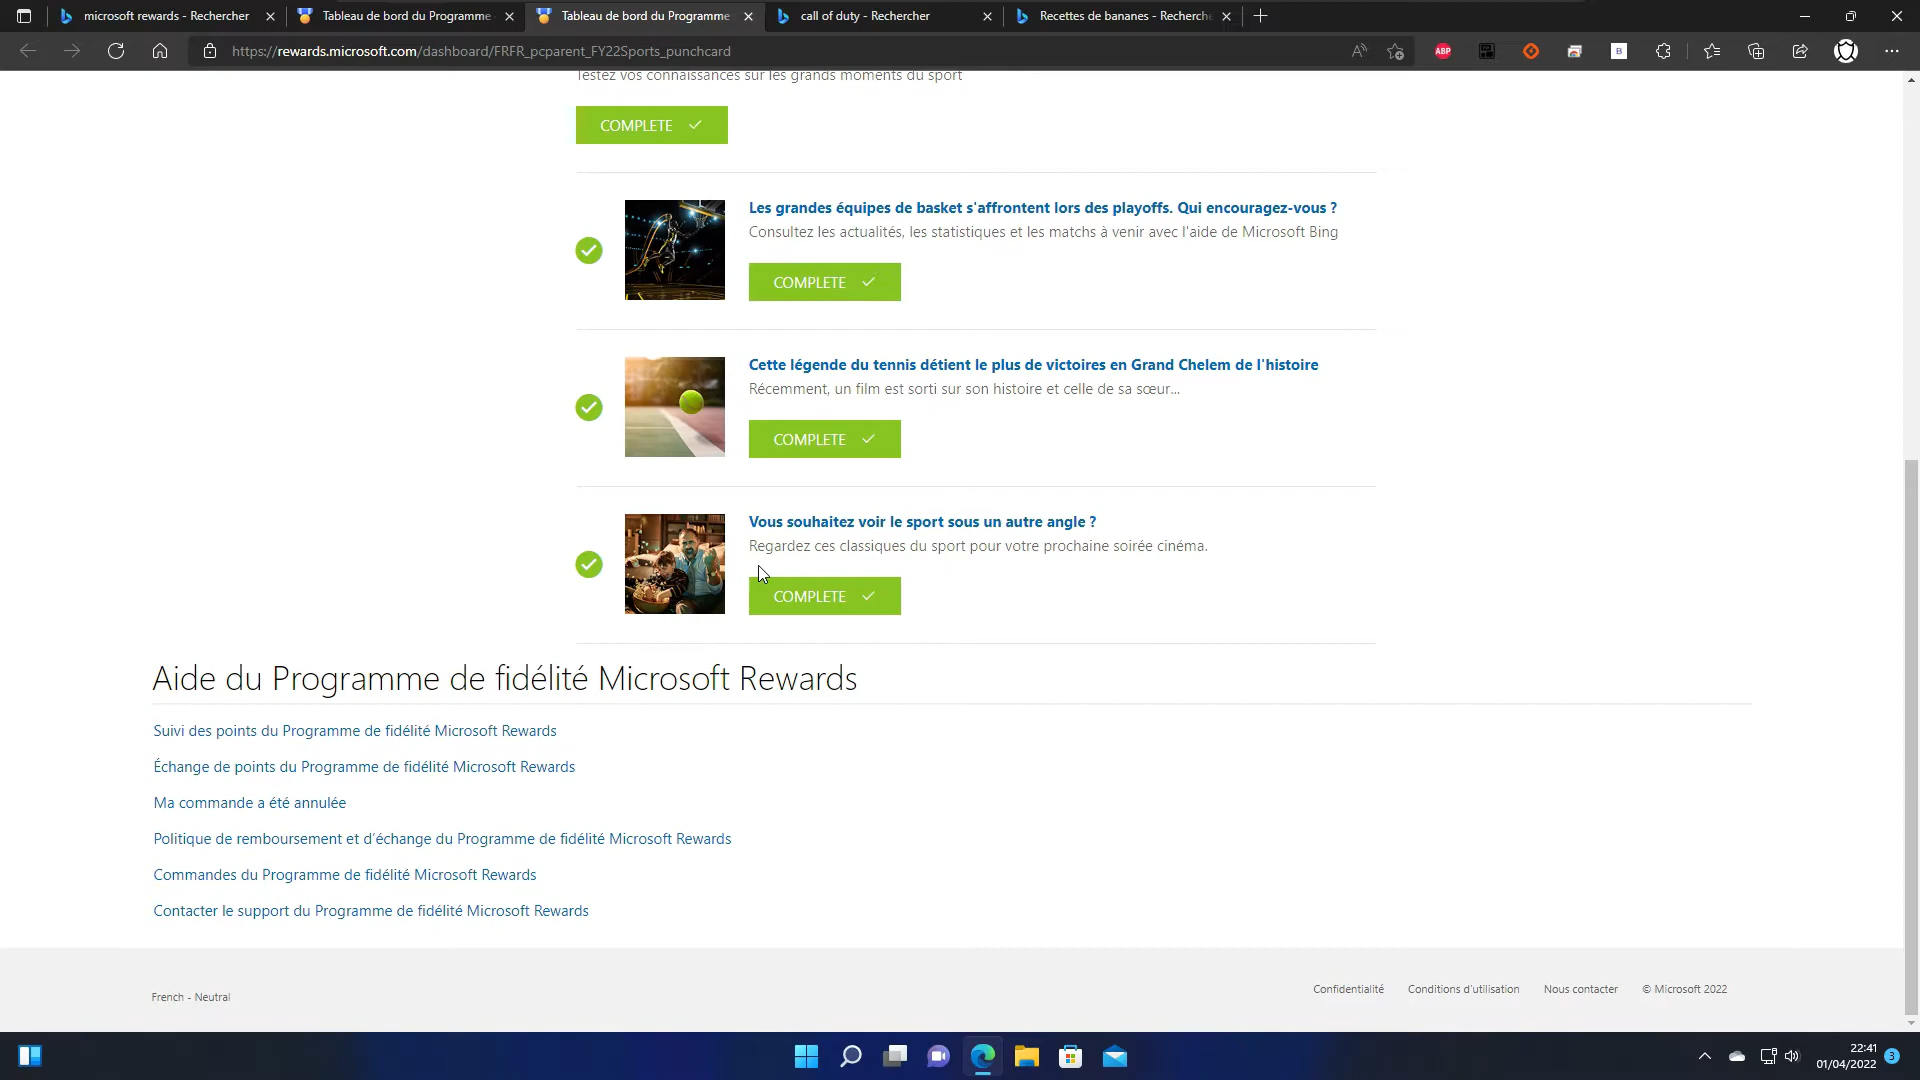 microsoft rewards - Rechercher
Tableau de bord du Programme
Tableau de bord du Programme
call of duty - Rechercher
Recettes de bananes - Recherche
https://rewards.microsoft.com/dashboard/FRFR_pcparent_FY22Sports_punchcard
ABP
B
Testez vos connaissances sur les grands moments du sport
COMPLETE
Les grandes équipes de basket s'affrontent lors des playoffs. Qui encouragez-vous ?
Consultez les actualités, les statistiques et les matchs à venir avec l'aide de Microsoft Bing
COMPLETE
Cette légende du tennis détient le plus de victoires en Grand Chelem de l'histoire
Récemment, un film est sorti sur son histoire et celle de sa sœur...
COMPLETE
Vous souhaitez voir le sport sous un autre angle ?
Regardez ces classiques du sport pour votre prochaine soirée cinéma.
COMPLETE
Aide du Programme de fidélité Microsoft Rewards
Suivi des points du Programme de fidélité Microsoft Rewards
Échange de points du Programme de fidélité Microsoft Rewards
Ma commande a été annulée
Politique de remboursement et d’échange du Programme de fidélité Microsoft Rewards
Commandes du Programme de fidélité Microsoft Rewards
Contacter le support du Programme de fidélité Microsoft Rewards
French - Neutral
Confidentialité
Conditions d'utilisation
Nous contacter
© Microsoft 2022
22:41
01/04/2022
3